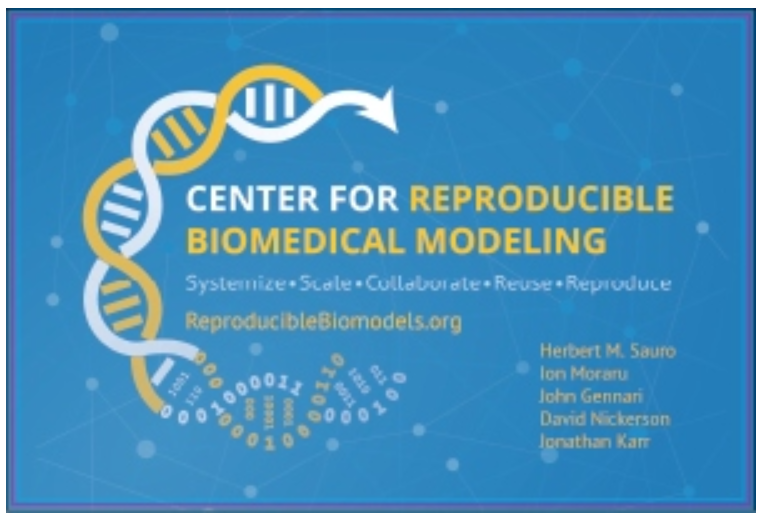 CENTER FOR REPRODUCIBLE
BIOMEDICAL MODELING
Systemize•Scale•Collaborate•Reuse•Reproduce
ReproducibleBiomodels.org
Herbert M. Sauro
Ion Moraru
John Gennari
David Nickerson
Jonathan Karr